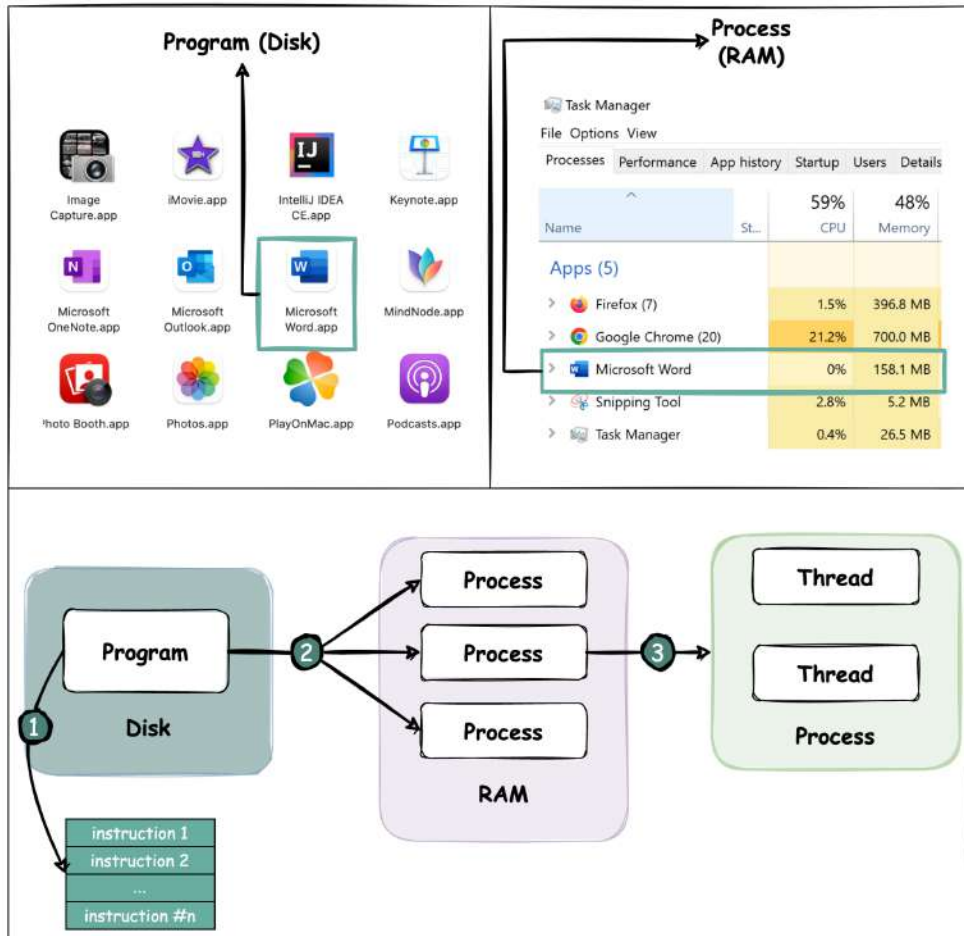 Program (Disk)
Image
Capture.app
iMovie.app
IntelliJ IDEA
CE.app
Keynote.app
Microsoft
OneNote.app
Microsoft
Outlook.app
Microsoft
Word.app
MindNode.app
Photo Booth.app
Photos.app
PlayOnMac.app
Podcasts.app
IJ
N
O
W
Process
(RAM)
Task Manager
File Options View
Processes Performance App history Startup Users Details
59% 48%
Name St... CPU Memory
Apps (5)
Firefox (7) 1.5% 396.8 MB
Google Chrome (20) 21.2% 700.0 MB
Microsoft Word 0% 158.1 MB
Snipping Tool 2.8% 5.2 MB
Task Manager 0.4% 26.5 MB
Program
Disk
1
instruction 1
instruction 2
...
instruction #n
2
Process
Process
Process
RAM
3
Thread
Thread
Process